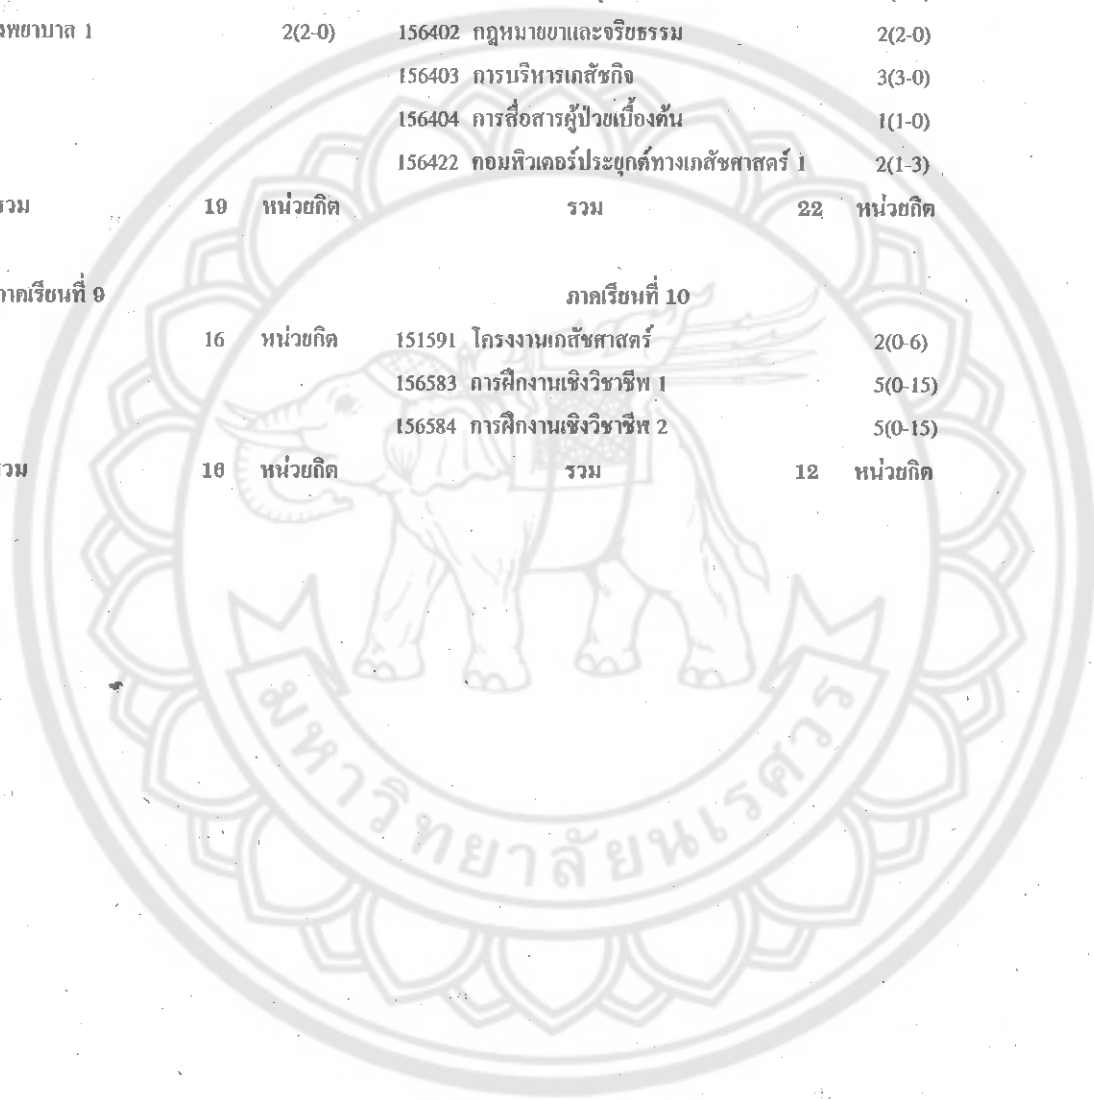 งพยาบาล 1 2(2-0) 156402 กฎหมายยาและจริยธรรม 2(2-0)
156403 การบริหารเภสัชกิจ 3(3-0)
156404 การสื่อสารผู้ป่วยเบื้องต้น 1(1-0)
156422 คอมพิวเตอร์ประยุกต์ทางเภสัชศาสตร์ 1 2(1-3)
รวม 19 หน่วยกิต รวม 22 หน่วยกิต
าคเรียนที่ 9 ภาคเรียนที่ 10
16 หน่วยกิต 151591 โครงงานเภสัชศาสตร์ 2(0-6)
156583 การฝึกงานเชิงวิชาชีพ 1 5(0-15)
156584 การฝึกงานเชิงวิชาชีพ 2 5(0-15)
รวม 16 หน่วยกิต รวม 12 หน่วยกิต
มหาวิทยาลัยนเรศวร